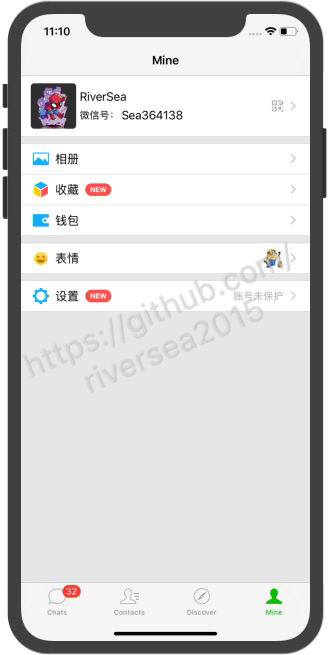 11:10
Mine
RiverSea
微信号: Sea364138
相册
收藏 NEW
钱包
表情
设置 NEW 账号未保护
https://github.com/
riversea2015
32
Chats Contacts Discover Mine